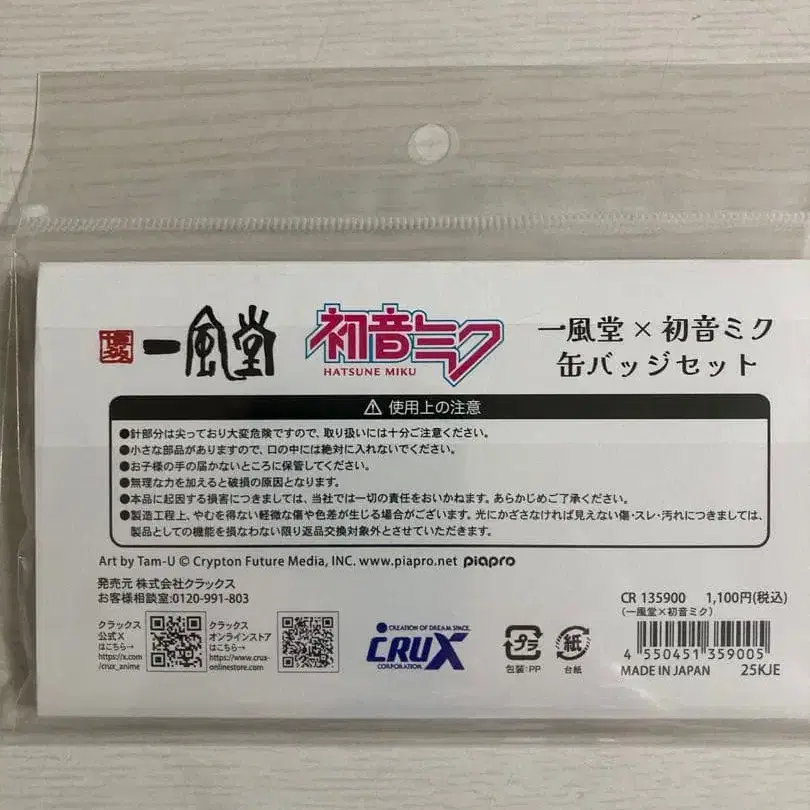 博多 一風堂
初音ミク
HATSUNE MIKU
一風堂×初音ミク
缶バッジセット
使用上の注意
●針部分は尖っており大変危険ですので、取り扱いには十分ご注意ください。
●小さな部品がありますので、口の中には絶対に入れないでください。
●お子様の手の届かないところに保管してください。
●無理な力を加えると破損の原因となります。
●本品に起因する損害につきましては、当社では一切の責任をおいかねます。あらかじめご了承ください。
●製造工程上、やむを得ない軽微な傷や色差が生じる場合がございます。光にかざさなければ見えない傷・スレ・汚れにつきましては、
製品としての機能を損なわない限り返品交換対象外とさせていただきます。
Art by Tam-U © Crypton Future Media, INC. www.piapro.net piapro
発売元 株式会社クラックス
お客様相談室:0120-991-803
CR 135900 1,100円(税込)
(一風堂×初音ミク)
クラックス
公式X
はこちら→
https://x.com
/crux_anime
クラックス
オンラインストア
はこちら→
https://www.crux-
onlinestore.com
CREATION OF DREAM SPACE.
CRUX
CORPORATION
プラ
包装:PP
紙
台紙
4 550451 359005
MADE IN JAPAN 25KJE